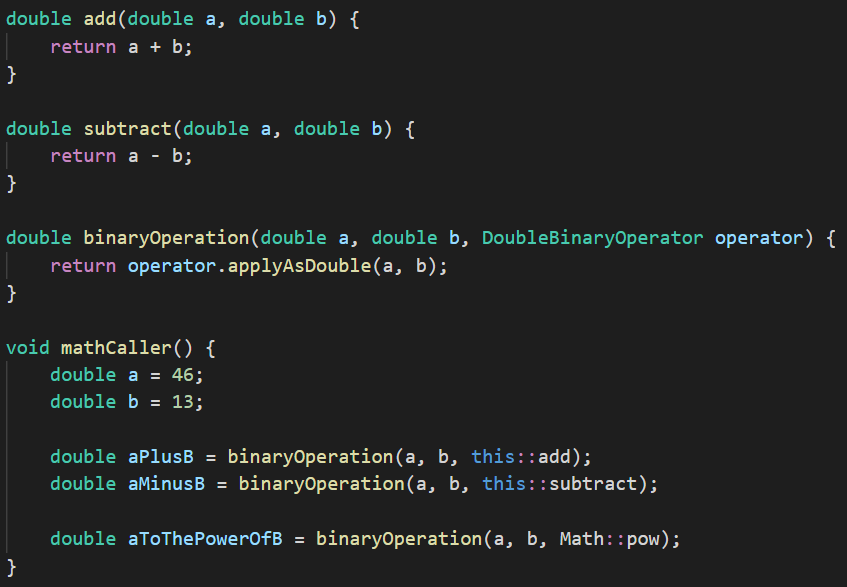 double add(double a, double b) {
    return a + b;
}

double subtract(double a, double b) {
    return a - b;
}

double binaryOperation(double a, double b, DoubleBinaryOperator operator) {
    return operator.applyAsDouble(a, b);
}

void mathCaller() {
    double a = 46;
    double b = 13;

    double aPlusB = binaryOperation(a, b, this::add);
    double aMinusB = binaryOperation(a, b, this::subtract);

    double aToThePowerOfB = binaryOperation(a, b, Math::pow);
}